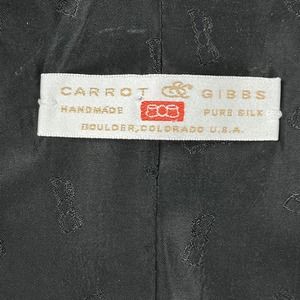 CARROT & GIBBS
HANDMADE PURE SILK
BOULDER, COLORADO U.S.A.